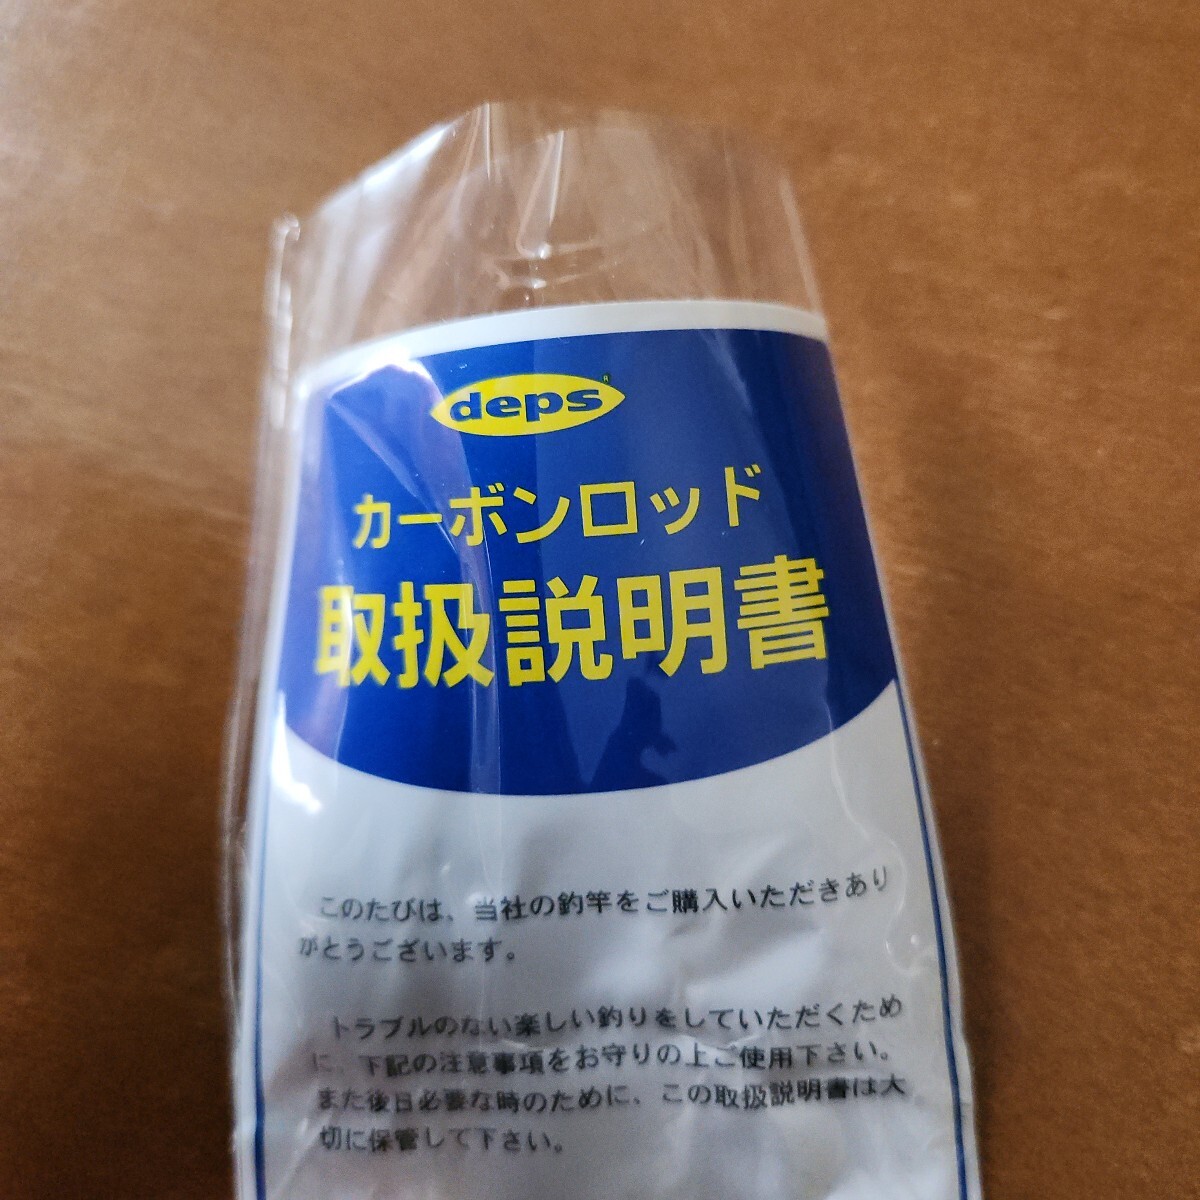 deps®
カーボンロッド
取扱説明書
このたびは、当社の釣竿をご購入いただきあり
がとうございます。
トラブルのない楽しい釣りをしていただくため
に、下記の注意事項をお守りの上ご使用下さい。
また後日必要な時のために、この取扱説明書は大
切に保管して下さい。